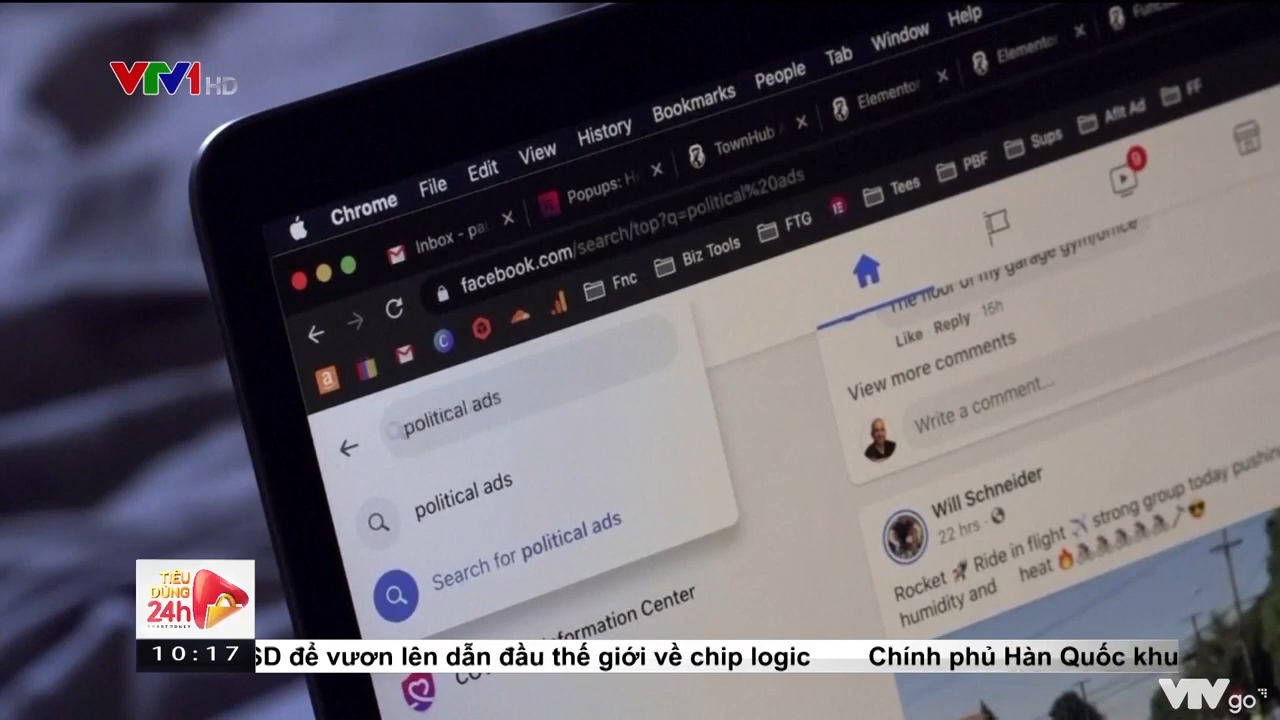 VTV1 HD
Chrome File Edit View History Bookmarks People Tab Window Help
Inbox - pa
Popups: H
TownHub
Elementor
Elementor
facebook.com/search/top?q=political%20ads
Fnc Biz Tools FTG Tees PBF Sups Aflt Ad FF
9
political ads
political ads
Search for political ads
Information Center
The floor of my garage gym/office
Like Reply 16h
View more comments
Write a comment...
Will Schneider
22 hrs
Rocket 🚀 Ride in flight ✈️ strong group today pushing
humidity and heat 🔥
TIÊU
DÙNG
24h
10:17
SD để vươn lên dẫn đầu thế giới về chip logic Chính phủ Hàn Quốc khu
VTV go